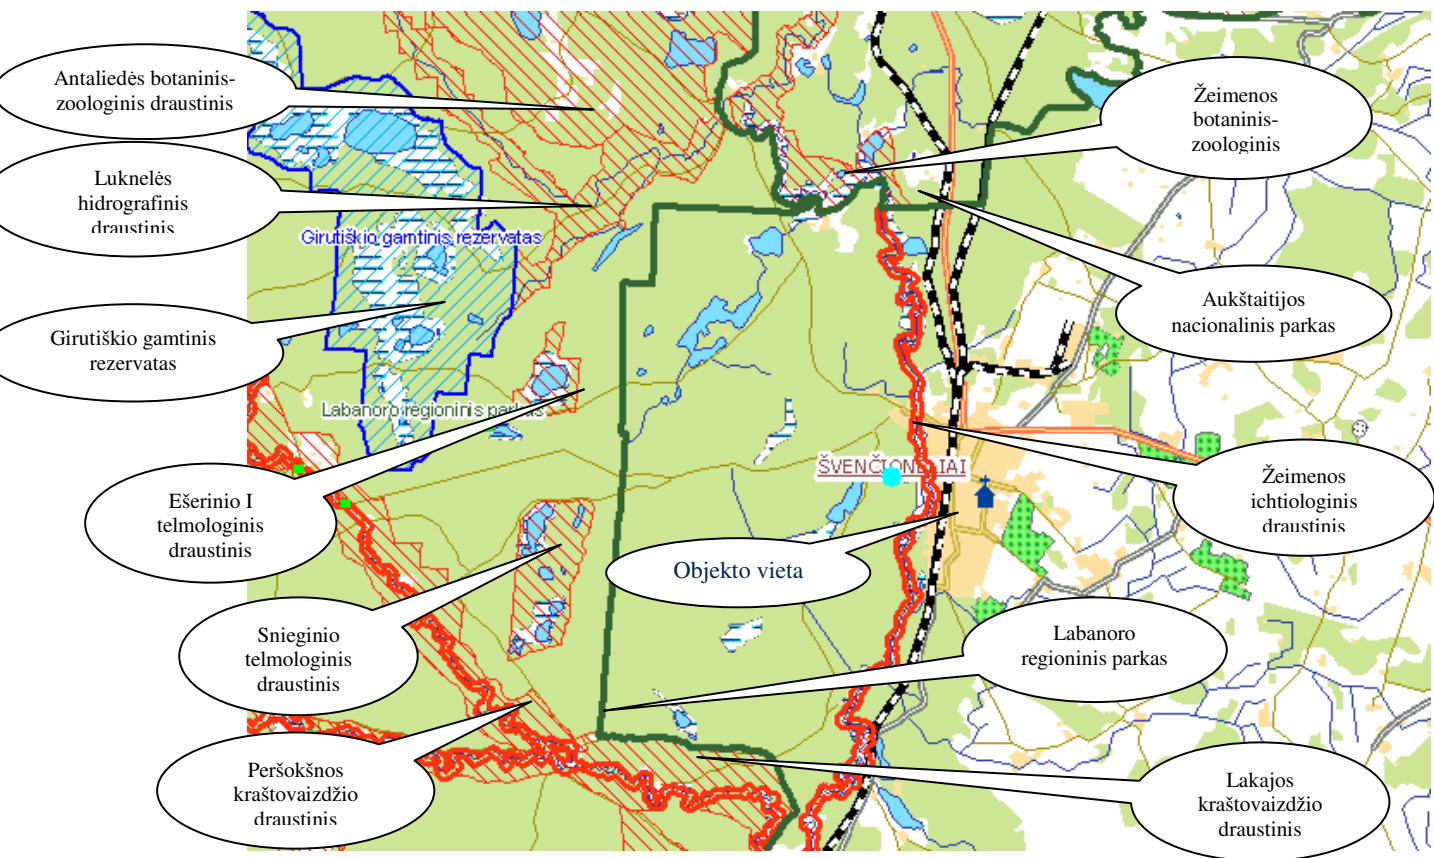 Antaliedės botaninis-
zoologinis draustinis
Luknelės
hidrografinis
draustinis
Girutiškio gamtinis
rezervatas
Ešerinio I
telmologinis
draustinis
Snieginio
telmologinis
draustinis
Peršokšnos
kraštovaizdžio
draustinis
Girutiškio gamtinis rezervatas
Labanoro regioninis parkas
ŠVENČIONĖLIAI
Objekto vieta
Žeimenos
botaninis-
zoologinis
Aukštaitijos
nacionalinis parkas
Žeimenos
ichtiologinis
draustinis
Labanoro
regioninis parkas
Lakajos
kraštovaizdžio
draustinis